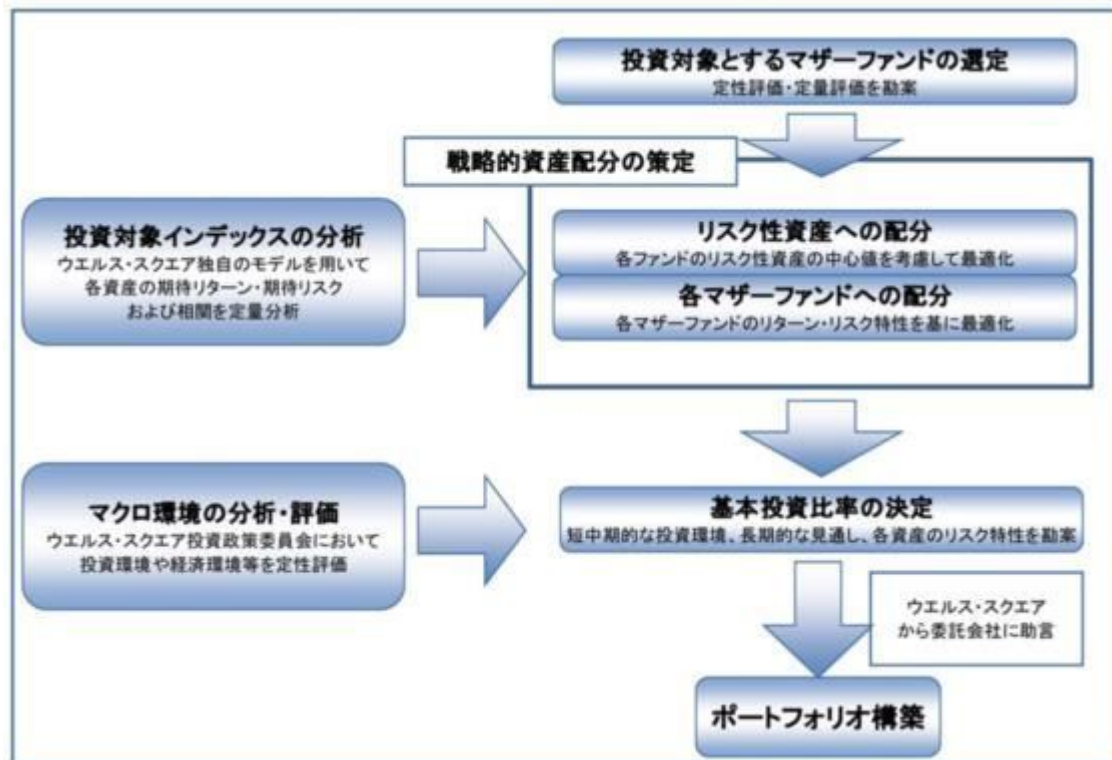 投資対象とするマザーファンドの選定
定性評価・定量評価を勘案
戦略的資産配分の策定
投資対象インデックスの分析
ウエルス・スクエア独自のモデルを用いて
各資産の期待リターン・期待リスク
および相関を定量分析
リスク性資産への配分
各ファンドのリスク性資産の中心値を考慮して最適化
各マザーファンドへの配分
各マザーファンドのリターン・リスク特性を基に最適化
マクロ環境の分析・評価
ウエルス・スクエア投資政策委員会において
投資環境や経済環境等を定性評価
基本投資比率の決定
短中期的な投資環境、長期的な見通し、各資産のリスク特性を勘案
ウエルス・スクエア
から委託会社に助言
ポートフォリオ構築